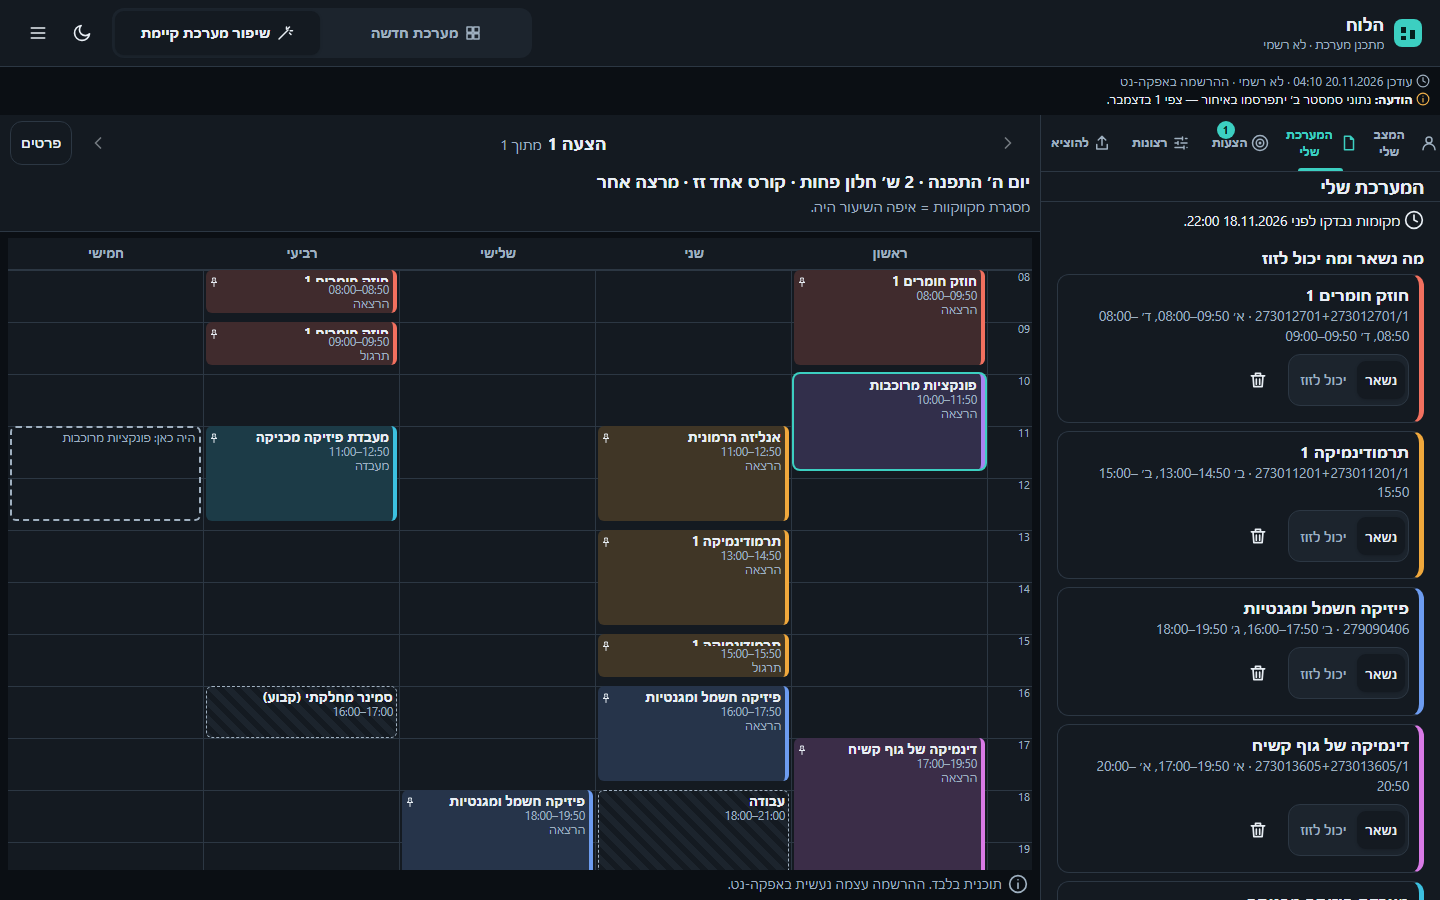 הלוח
מתכנן מערכת · לא רשמי
מערכת חדשה
שיפור מערכת קיימת
עודכן 20.11.2026 04:10 · לא רשמי · ההרשמה באפקה-נט
הודעה: נתוני סמסטר ב׳ יתפרסמו באיחור — צפי 1 בדצמבר.
המצב שלי
המערכת שלי
הצעות
1
רצונות
להוציא
המערכת שלי
מקומות נבדקו לפני 18.11.2026 22:00.
מה נשאר ומה יכול לזוז
חוזק חומרים 1
273012701+273012701/1 · א׳ 08:00–09:50, ד׳ 08:00–
08:50, ד׳ 09:00–09:50
נשאר
יכול לזוז
תרמודינמיקה 1
273011201+273011201/1 · ב׳ 13:00–14:50, ב׳ 15:00–
15:50
נשאר
יכול לזוז
פיזיקה חשמל ומגנטיות
279090406 · ב׳ 16:00–17:50, ג׳ 18:00–19:50
נשאר
יכול לזוז
דינמיקה של גוף קשיח
273013605+273013605/1 · א׳ 17:00–19:50, א׳ 20:00–
20:50
נשאר
יכול לזוז
הצעה 1 מתוך 1
פרטים
יום ה׳ התפנה · 2 ש׳ חלון פחות · קורס אחד זז · מרצה אחר
מסגרת מקווקוות = איפה השיעור היה.
ראשון
שני
שלישי
רביעי
חמישי
08
09
10
11
12
13
14
15
16
17
18
19
חוזק חומרים 1
08:00–09:50
הרצאה
פונקציות מרוכבות
10:00–11:50
הרצאה
דינמיקה של גוף קשיח
17:00–19:50
הרצאה
אנליזה הרמונית
11:00–12:50
הרצאה
תרמודינמיקה 1
13:00–14:50
הרצאה
תרמודינמיקה 1
15:00–15:50
תרגול
פיזיקה חשמל ומגנטיות
16:00–17:50
הרצאה
עבודה
18:00–21:00
פיזיקה חשמל ומגנטיות
18:00–19:50
הרצאה
חוזק חומרים 1
08:00–08:50
הרצאה
חוזק חומרים 1
09:00–09:50
תרגול
מעבדת פיזיקה מכניקה
11:00–12:50
מעבדה
סמינר מחלקתי (קבוע)
16:00–17:00
היה כאן: פונקציות מרוכבות
תוכנית בלבד. ההרשמה עצמה נעשית באפקה-נט.